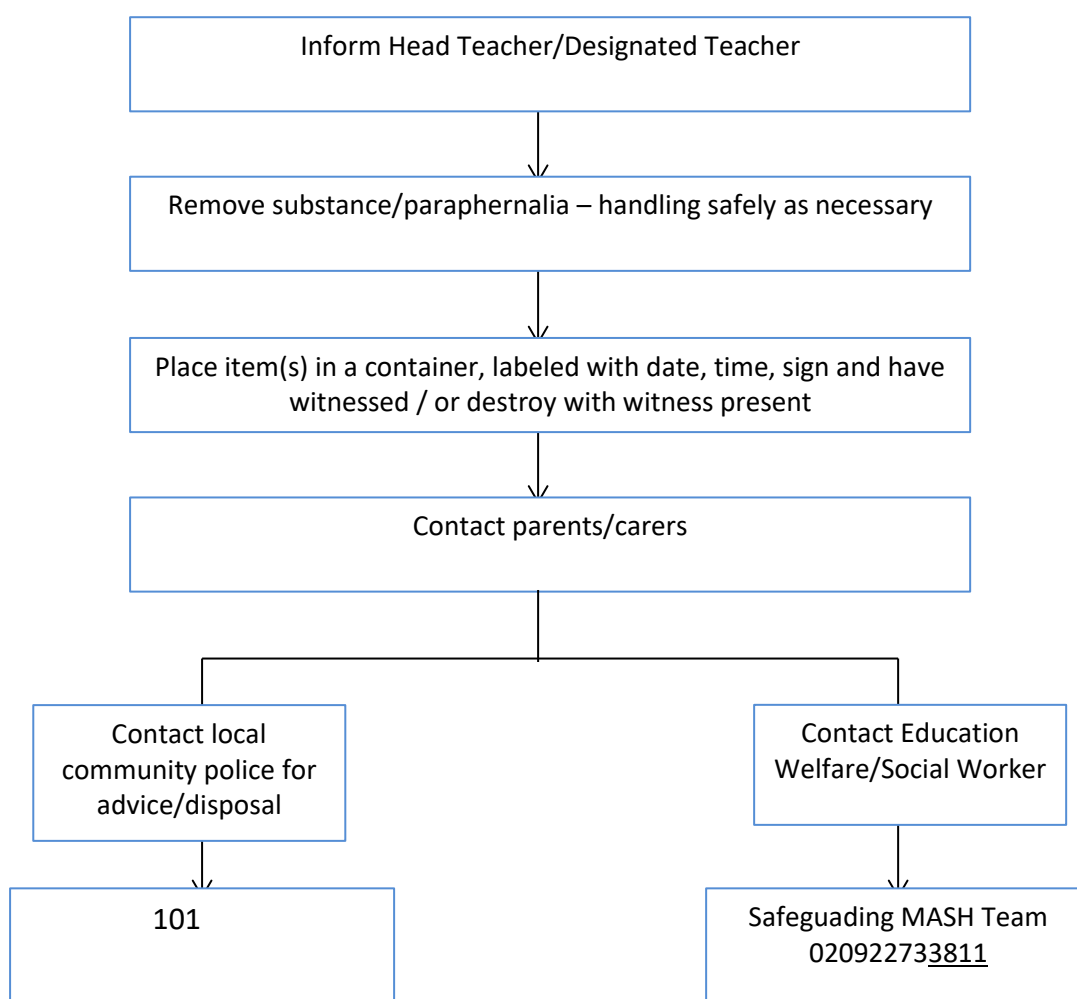 Inform Head Teacher/Designated Teacher
Remove substance/paraphernalia – handling safely as necessary
Place item(s) in a container, labeled with date, time, sign and have
witnessed / or destroy with witness present
Contact parents/carers
Contact local
community police for
advice/disposal
Contact Education
Welfare/Social Worker
101
Safeguading MASH Team
02092273​3811